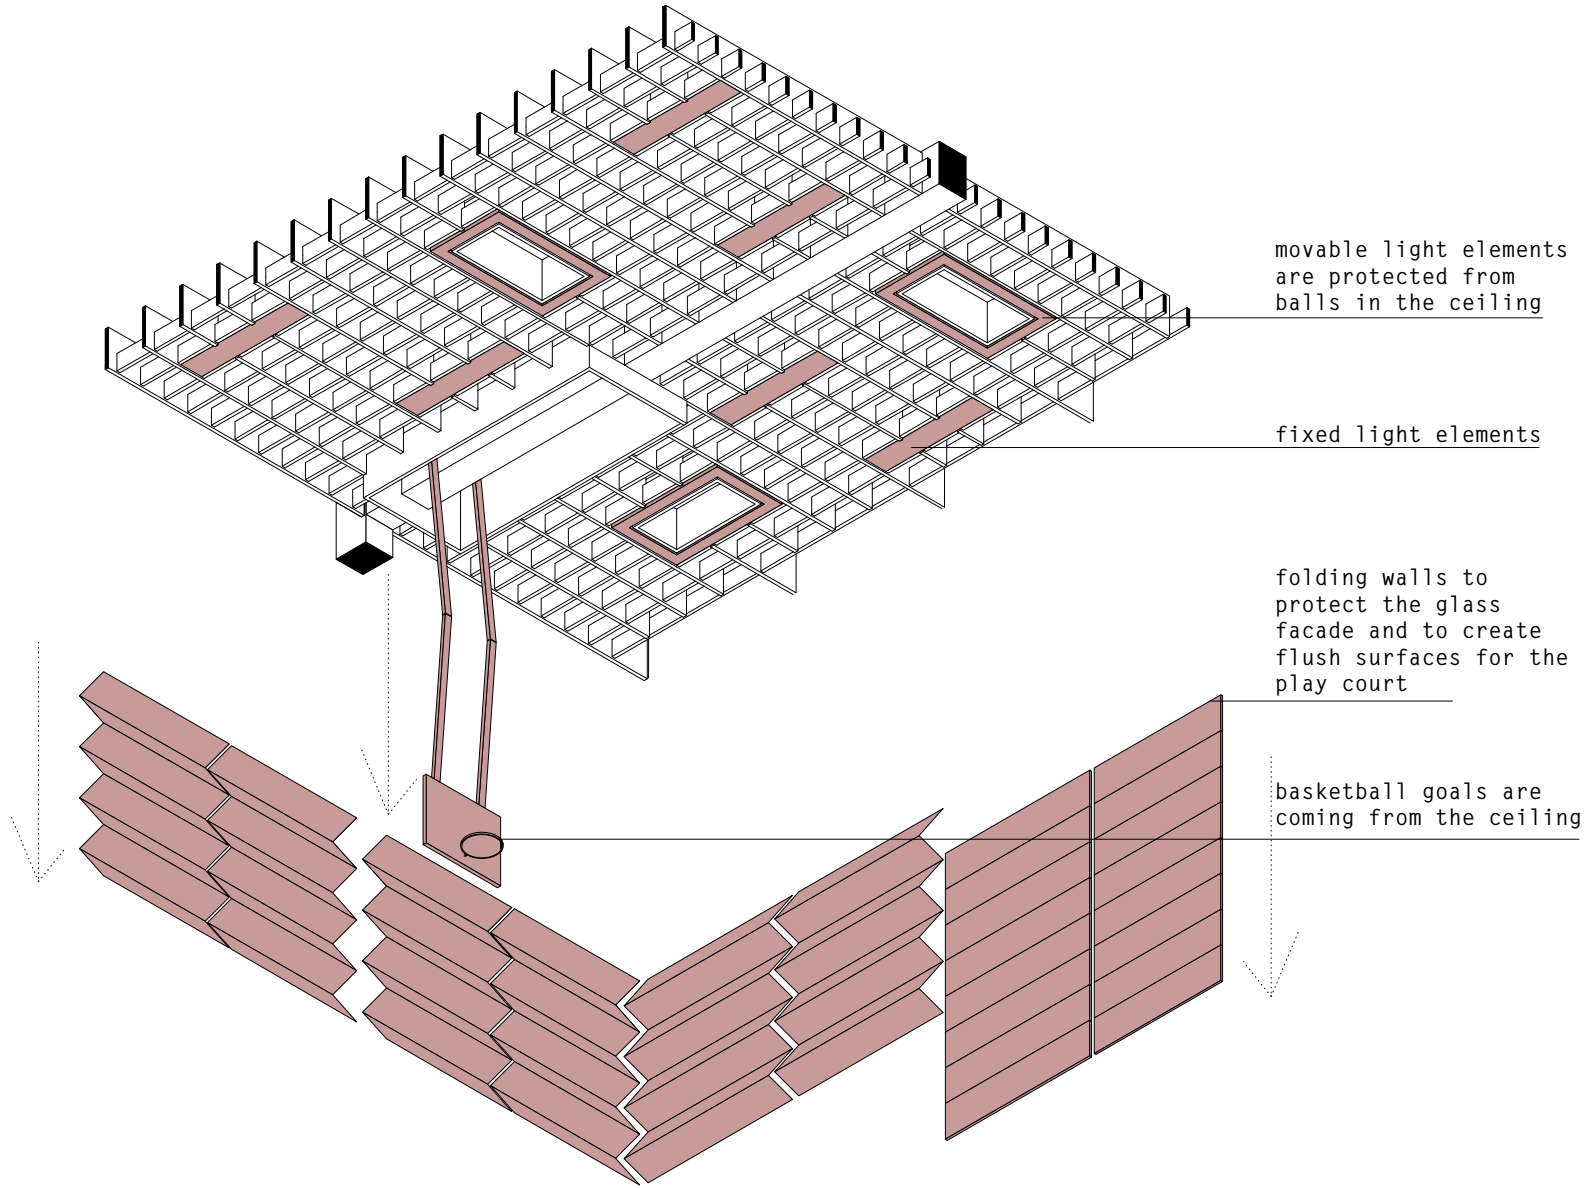 movable light elements
are protected from
balls in the ceiling
fixed light elements
folding walls to
protect the glass
facade and to create
flush surfaces for the
play court
basketball goals are
coming from the ceiling